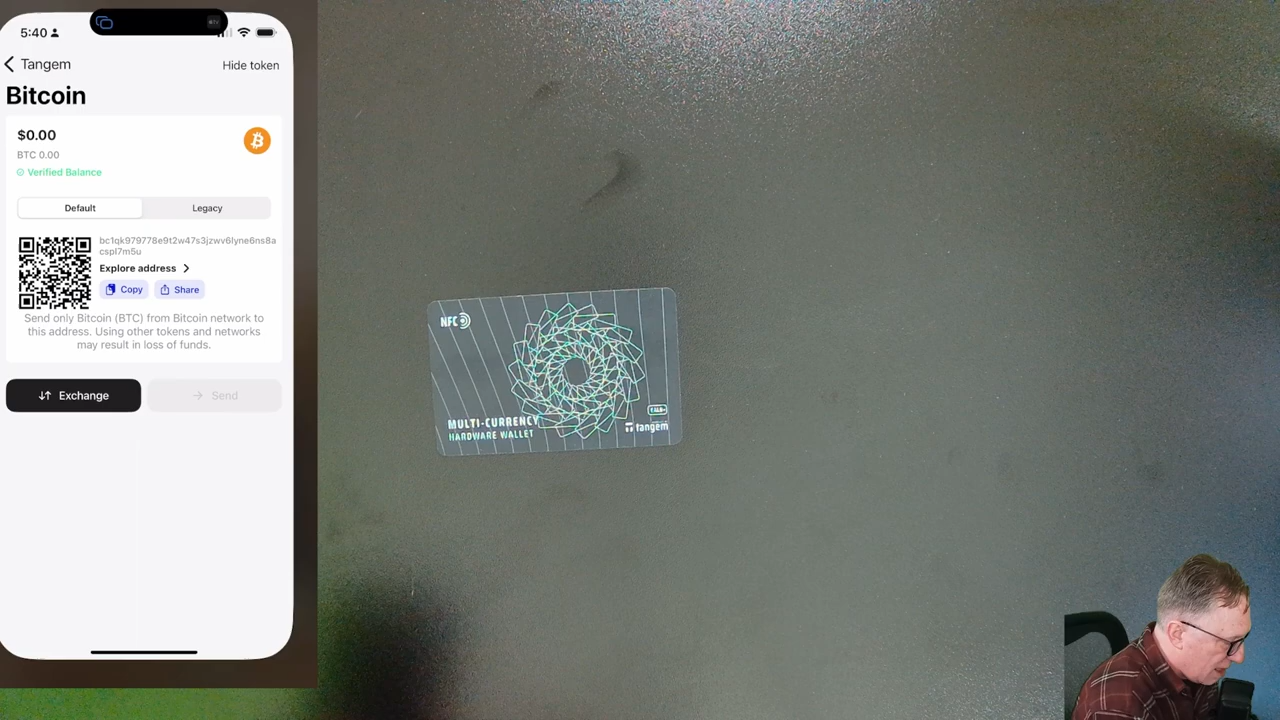 5:40
Tangem
Hide token
Bitcoin
$0.00
BTC 0.00
Verified Balance
Default
Legacy
bc1qk979778e9t2w47s3jzwv6lyne6ns8a
cspl7m5u
Explore address
Copy
Share
Send only Bitcoin (BTC) from Bitcoin network to
this address. Using other tokens and networks
may result in loss of funds.
Exchange
Send
NFC
MULTI-CURRENCY
HARDWARE WALLET
tangem